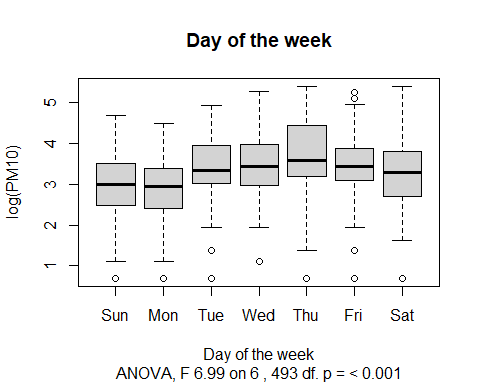 Day of the week
log(PM10)
5
4
3
2
1
Sun Mon Tue Wed Thu Fri Sat
Day of the week
ANOVA, F 6.99 on 6 , 493 df. p = < 0.001